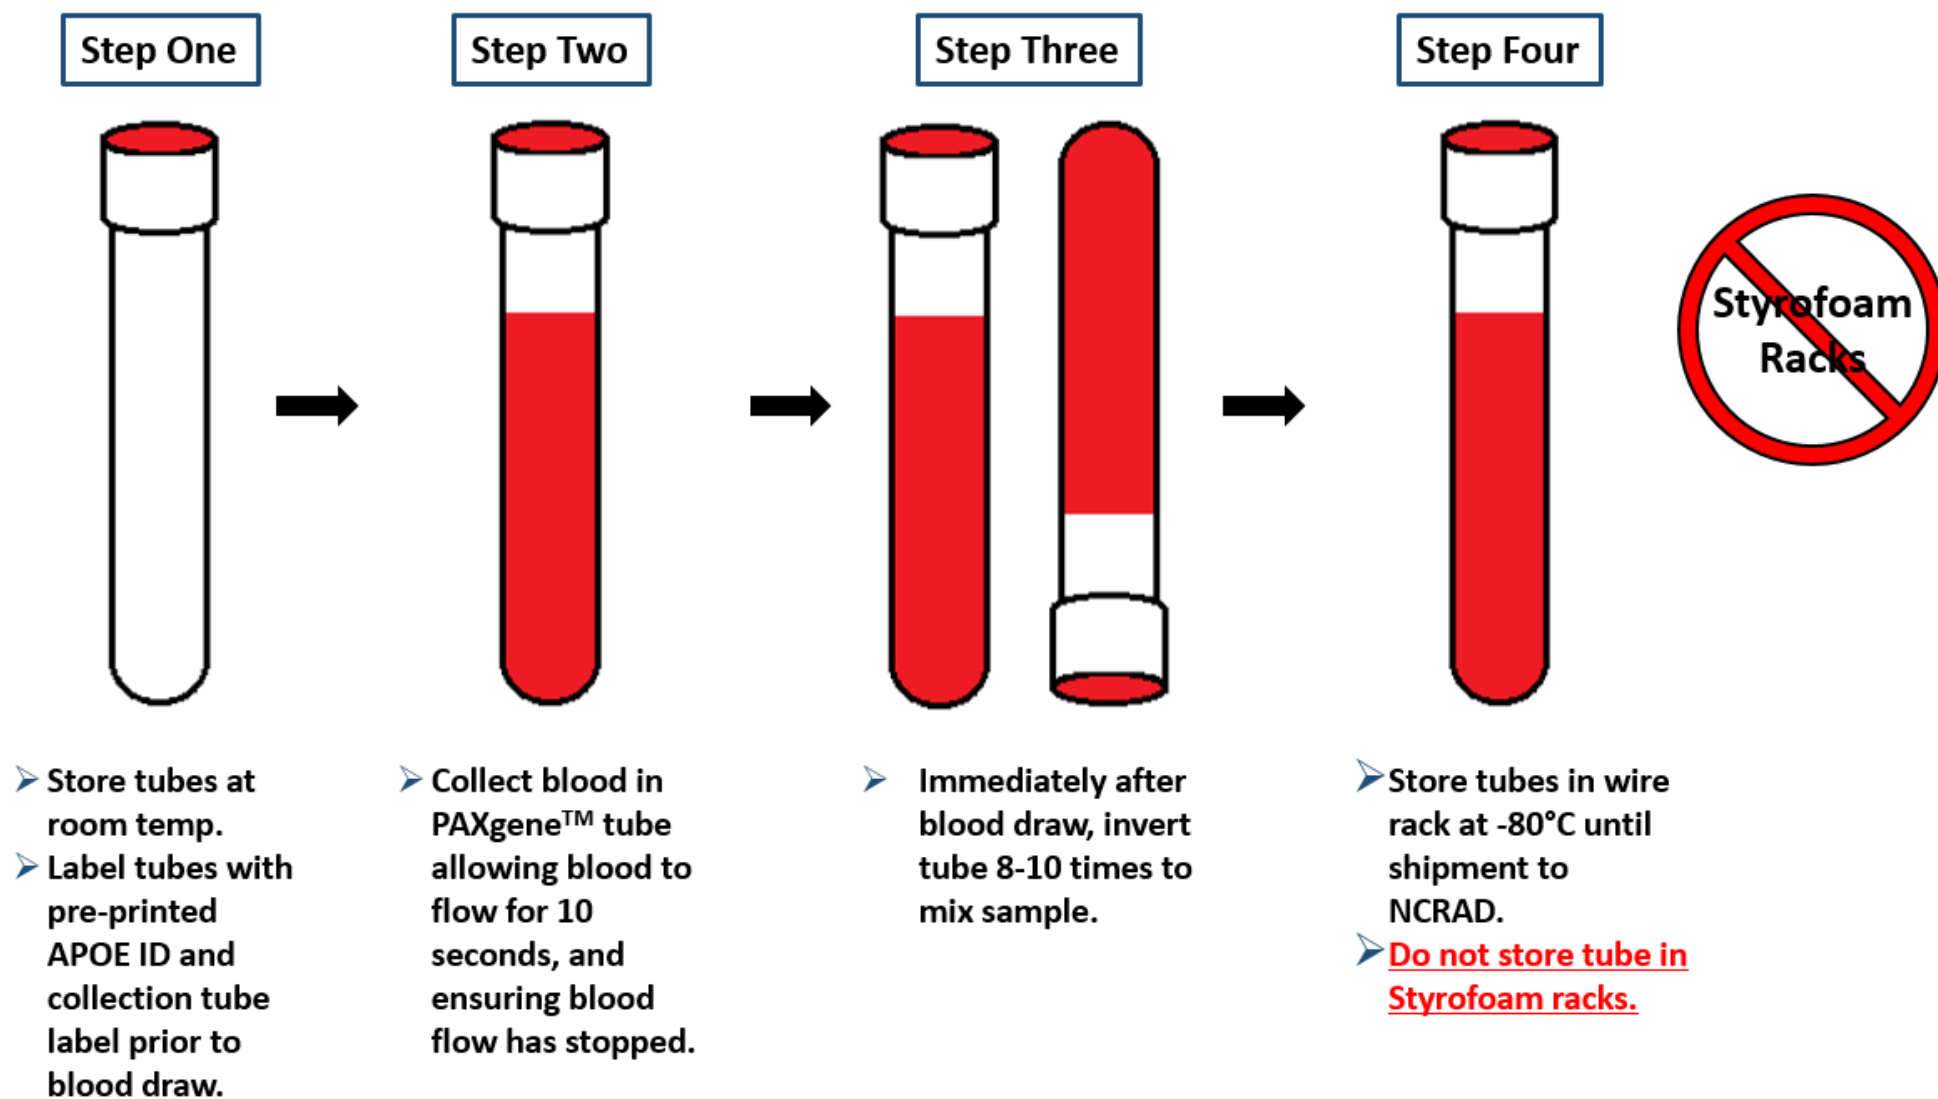 Step One
Step Two
Step Three
Step Four
Styrofoam
Racks
➢ Store tubes at
room temp.
➢ Label tubes with
pre-printed
APOE ID and
collection tube
label prior to
blood draw.
➢ Collect blood in
PAXgene™ tube
allowing blood to
flow for 10
seconds, and
ensuring blood
flow has stopped.
➢ Immediately after
blood draw, invert
tube 8-10 times to
mix sample.
➢ Store tubes in wire
rack at -80°C until
shipment to
NCRAD.
➢ Do not store tube in
Styrofoam racks.